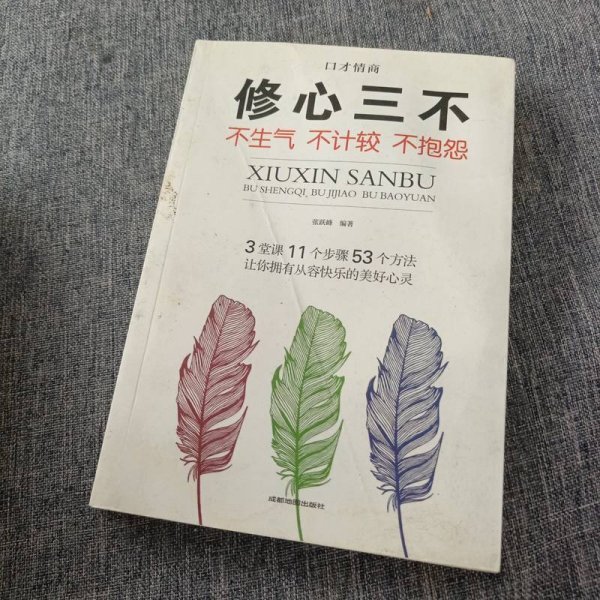 口才情商
修心三不
不生气 不计较 不抱怨
XIUXIN SANBU
BU SHENGQI BU JIJIAO BU BAOYUAN
张跃峰 编著
3堂课11个步骤53个方法
让你拥有从容快乐的美好心灵
成都地图出版社